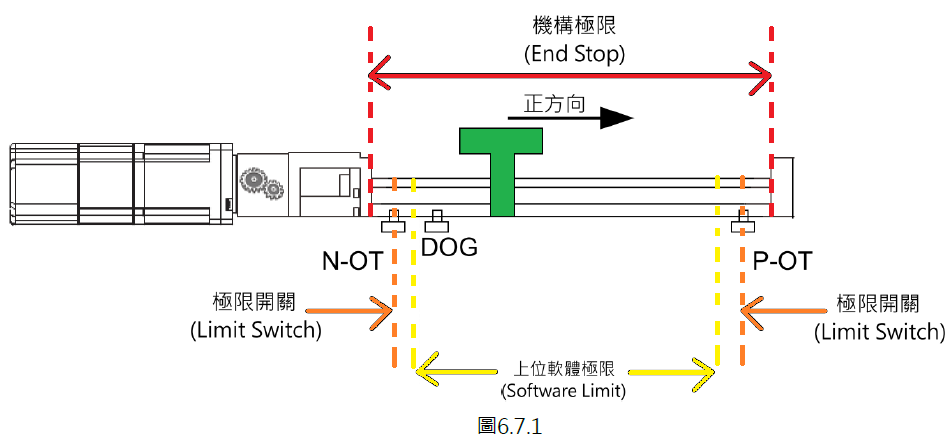 機構極限
(End Stop)
正方向
N-OT
DOG
P-OT
極限開關
(Limit Switch)
極限開關
(Limit Switch)
上位軟體極限
(Software Limit)
圖6.7.1